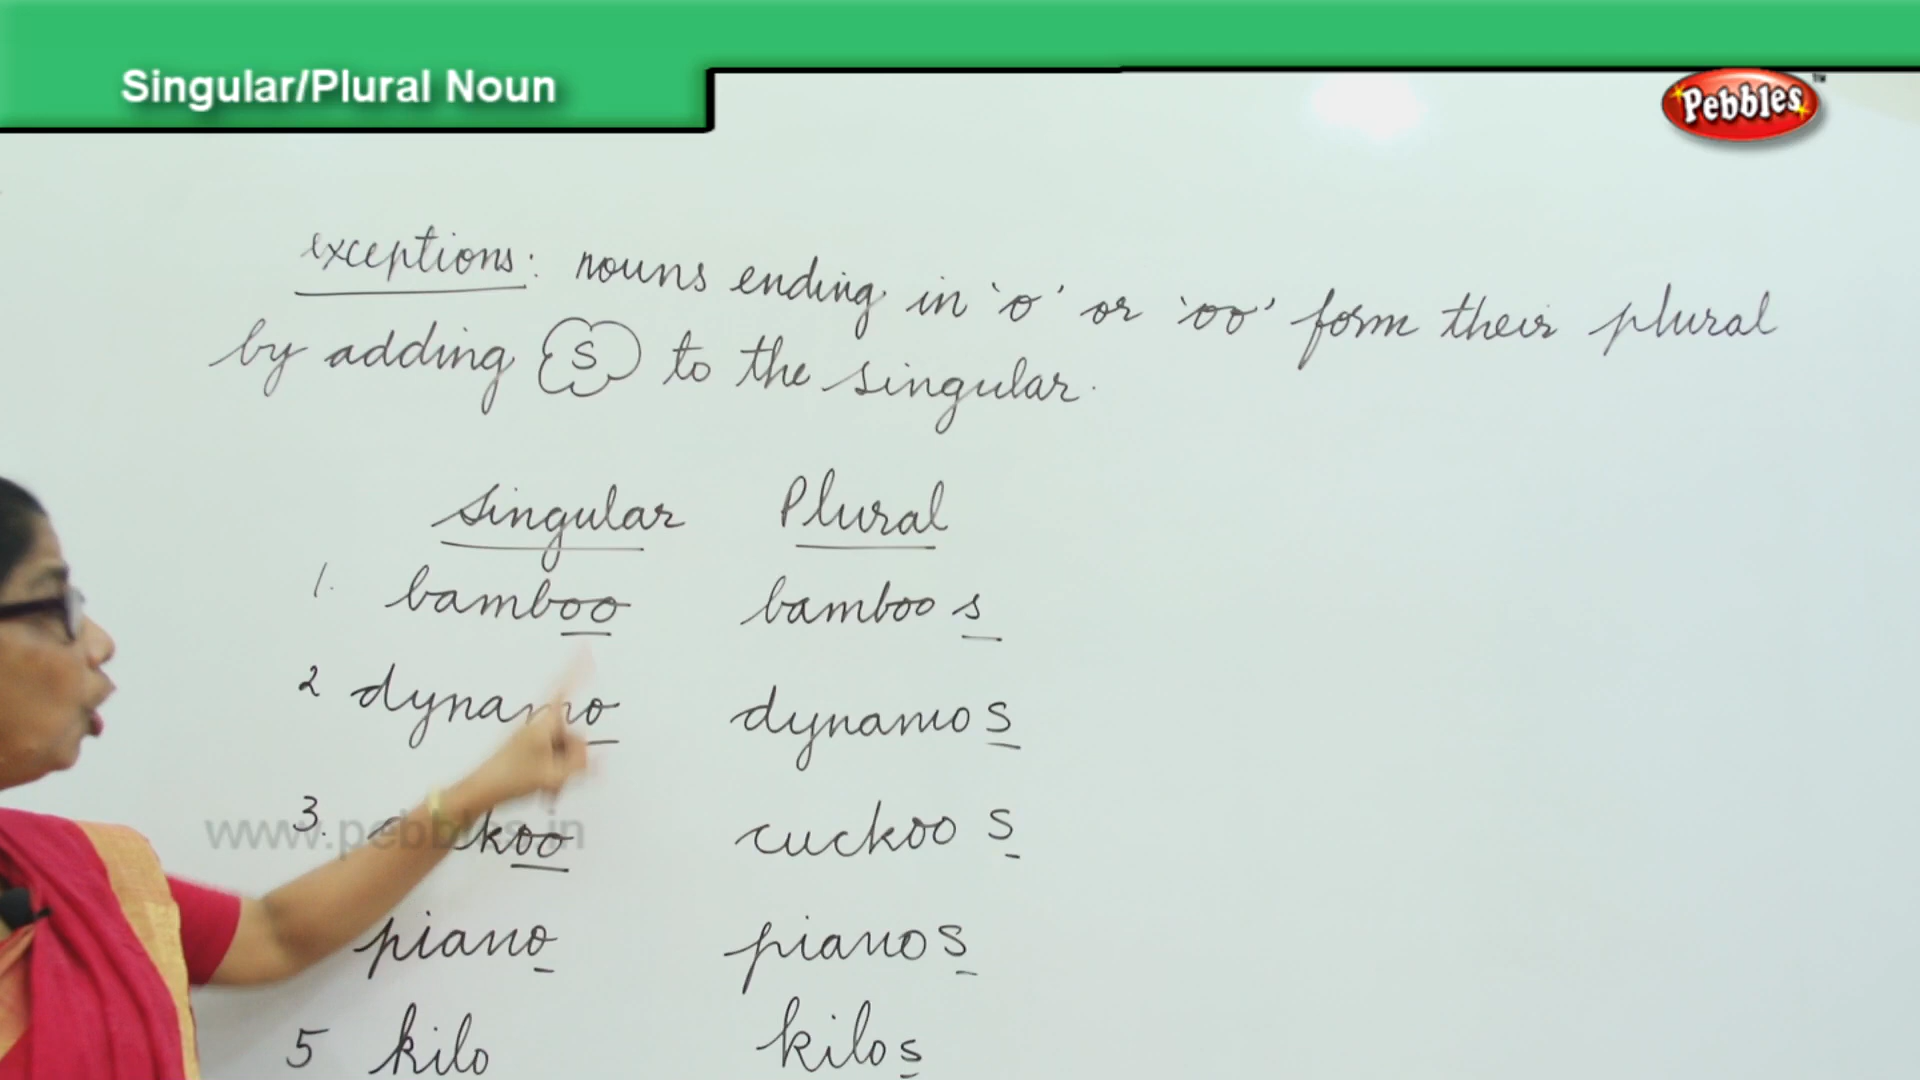 Singular/Plural Noun
Pebbles™
exceptions: nouns ending in 'o' or 'oo' form their plural
by adding s to the singular.
singular Plural
1. bamboo bamboos
2 dynamo dynamos
3. koo cuckoos
piano pianos
5 kilo kilos
www.pebbles.in